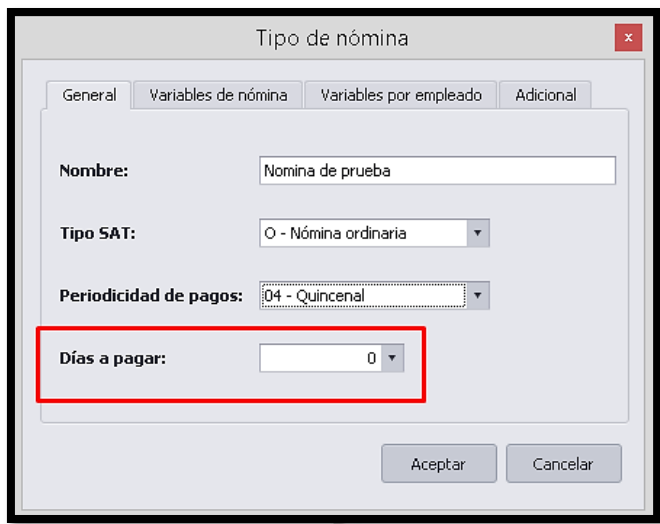 Tipo de nómina
x
General Variables de nómina Variables por empleado Adicional
Nombre: Nomina de prueba
Tipo SAT: O - Nómina ordinaria
Periodicidad de pagos: 04 - Quincenal
Días a pagar: 0
Aceptar Cancelar